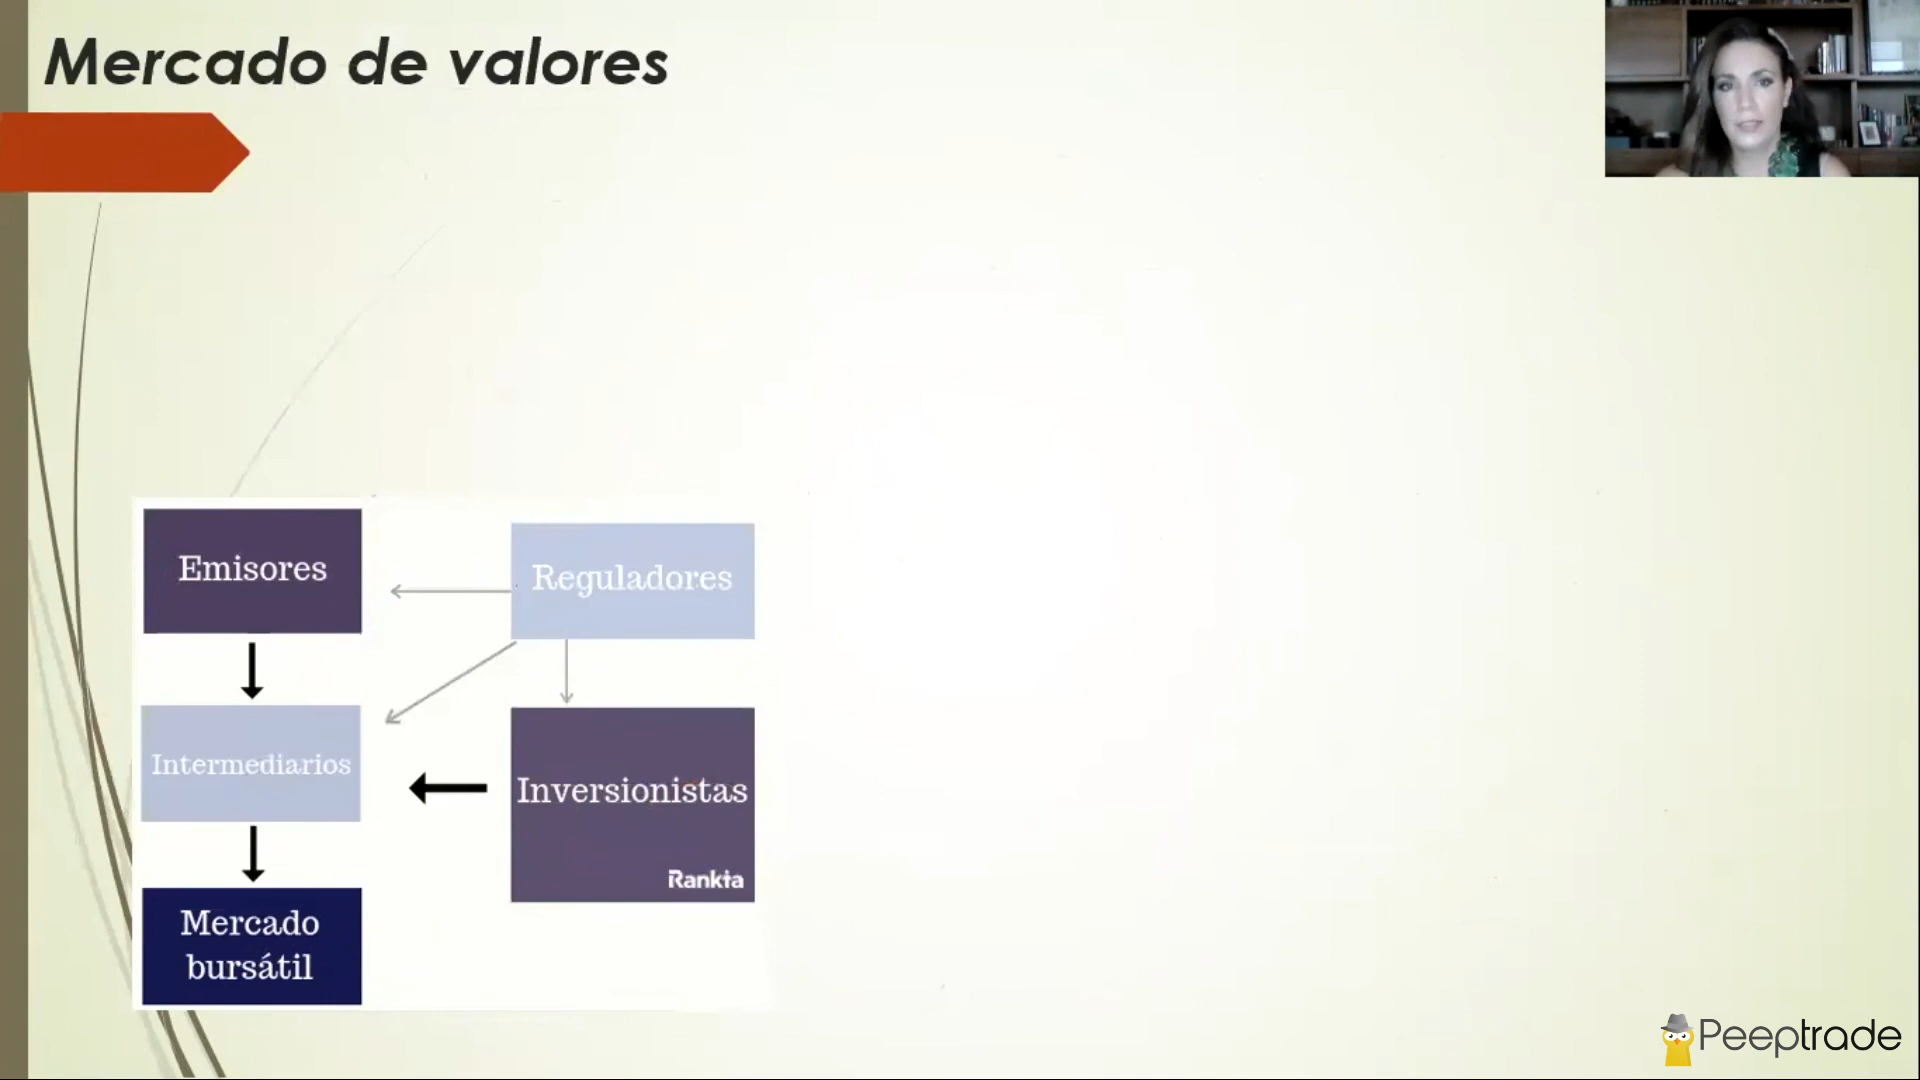 Mercado de valores
Emisores
Reguladores
Intermediarios
Inversionistas
Rankia
Mercado
bursátil
Peeptrade